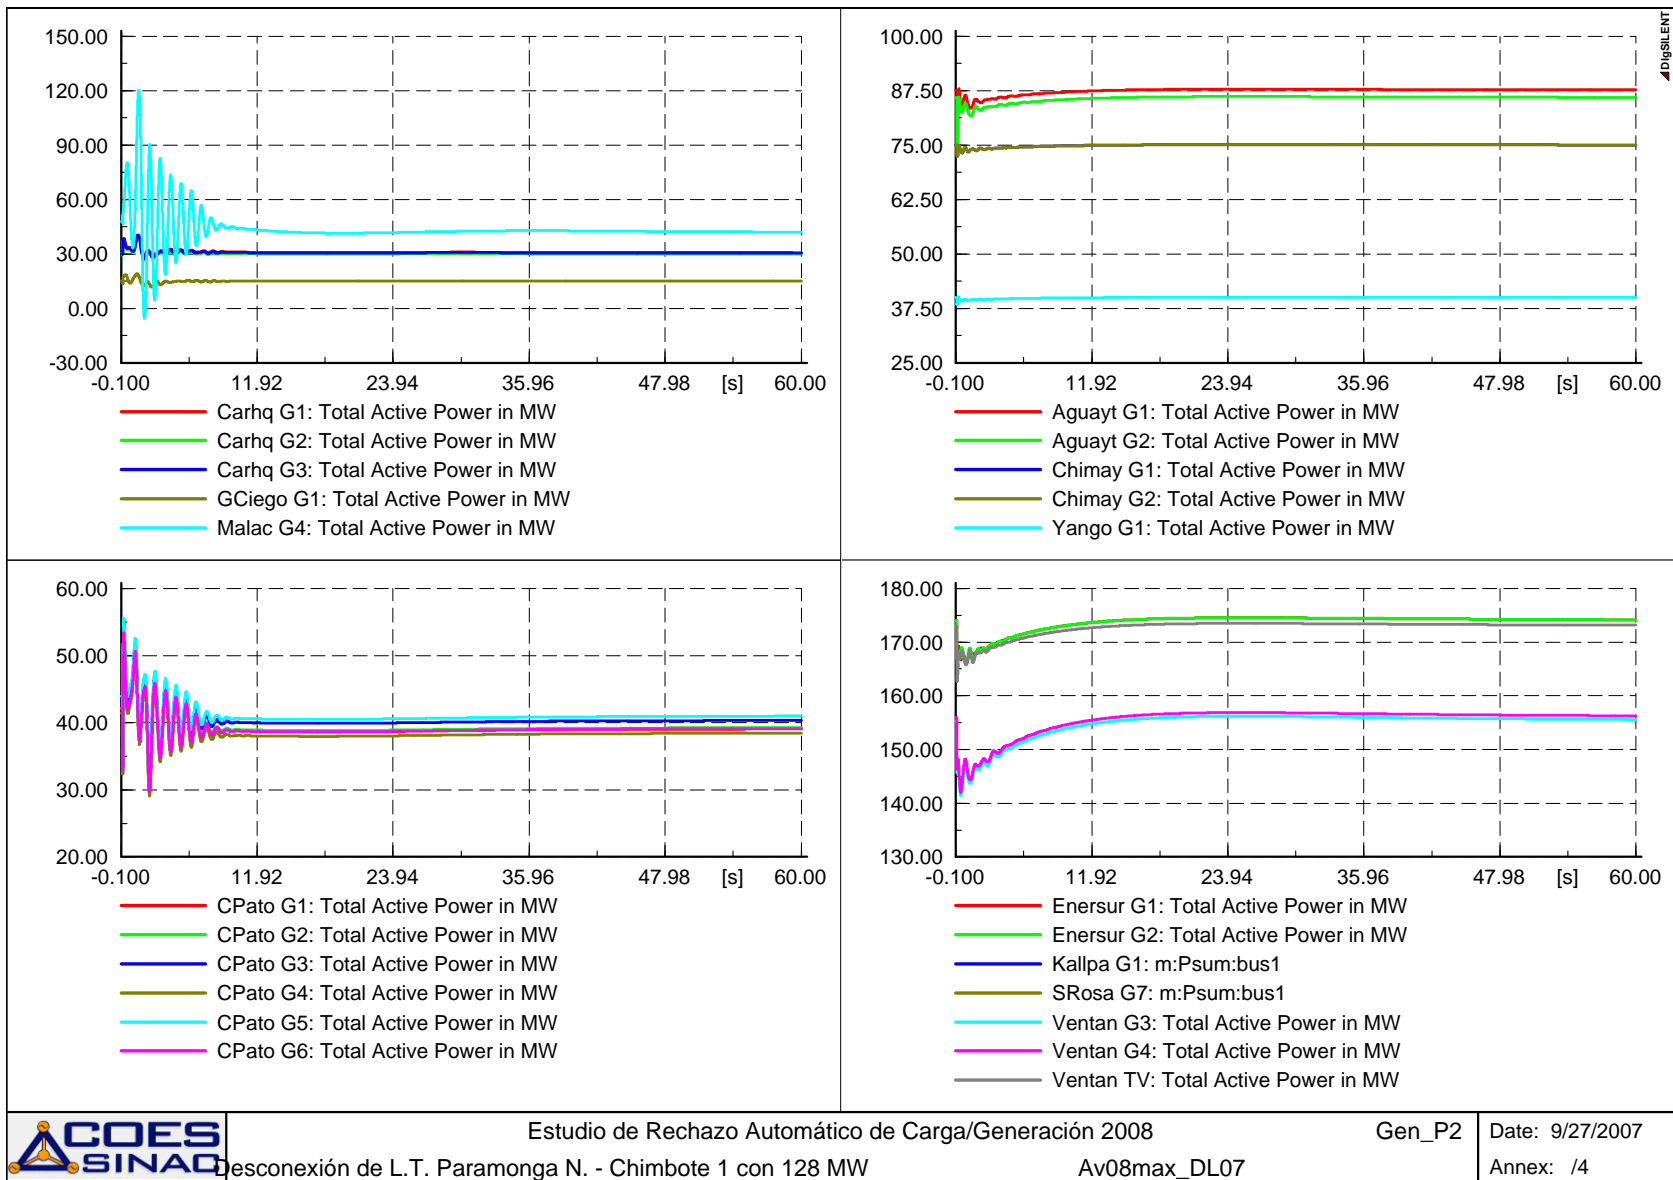 DIgSILENT
150.00
120.00
90.00
60.00
30.00
0.00
-30.00
-0.100 11.92 23.94 35.96 47.98 [s] 60.00
Carhq G1: Total Active Power in MW
Carhq G2: Total Active Power in MW
Carhq G3: Total Active Power in MW
GCiego G1: Total Active Power in MW
Malac G4: Total Active Power in MW
100.00
87.50
75.00
62.50
50.00
37.50
25.00
-0.100 11.92 23.94 35.96 47.98 [s] 60.00
Aguayt G1: Total Active Power in MW
Aguayt G2: Total Active Power in MW
Chimay G1: Total Active Power in MW
Chimay G2: Total Active Power in MW
Yango G1: Total Active Power in MW
60.00
50.00
40.00
30.00
20.00
-0.100 11.92 23.94 35.96 47.98 [s] 60.00
CPato G1: Total Active Power in MW
CPato G2: Total Active Power in MW
CPato G3: Total Active Power in MW
CPato G4: Total Active Power in MW
CPato G5: Total Active Power in MW
CPato G6: Total Active Power in MW
180.00
170.00
160.00
150.00
140.00
130.00
-0.100 11.92 23.94 35.96 47.98 [s] 60.00
Enersur G1: Total Active Power in MW
Enersur G2: Total Active Power in MW
Kallpa G1: m:Psum:bus1
SRosa G7: m:Psum:bus1
Ventan G3: Total Active Power in MW
Ventan G4: Total Active Power in MW
Ventan TV: Total Active Power in MW
COES
SINAC
Estudio de Rechazo Automático de Carga/Generación 2008 Gen_P2
Desconexión de L.T. Paramonga N. - Chimbote 1 con 128 MW Av08max_DL07
Date: 9/27/2007
Annex: /4